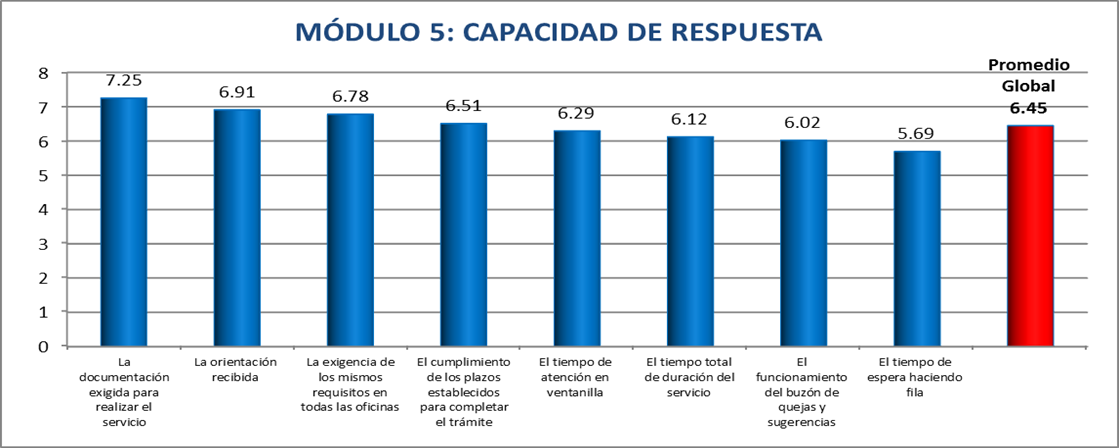 MÓDULO 5: CAPACIDAD DE RESPUESTA
Promedio
Global
6.45
8
7
6
5
4
3
2
1
0
7.25
6.91
6.78
6.51
6.29
6.12
6.02
5.69
La
documentación
exigida para
realizar el
servicio
La orientación
recibida
La exigencia de
los mismos
requisitos en
todas las oficinas
El cumplimiento
de los plazos
establecidos
para completar
el trámite
El tiempo de
atención en
ventanilla
El tiempo total
de duración del
servicio
El
funcionamiento
del buzón de
quejas y
sugerencias
El tiempo de
espera haciendo
fila